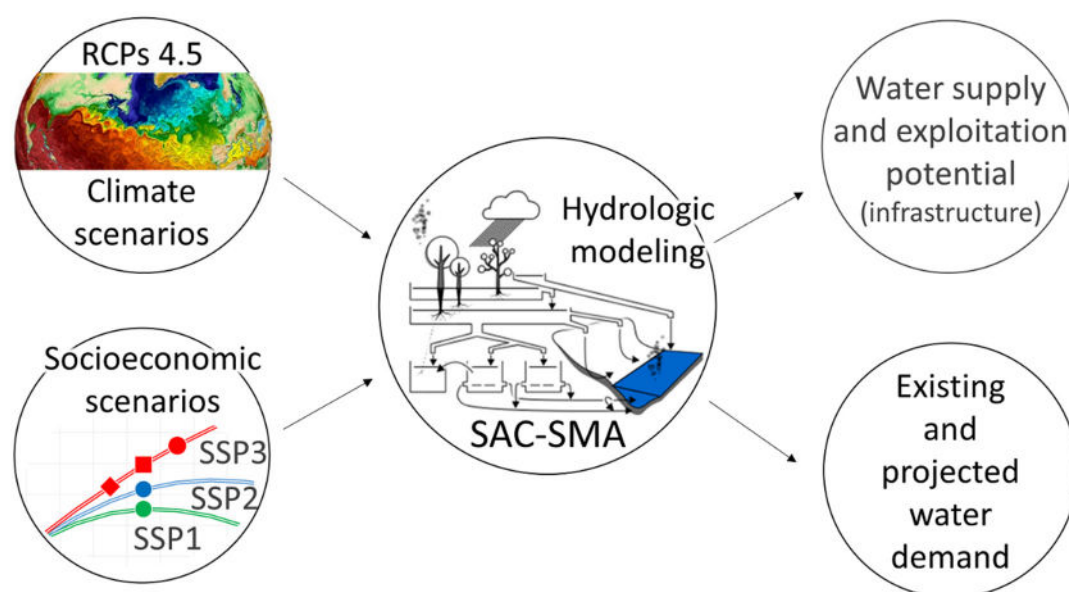 RCPs 4.5
Climate
scenarios
Socioeconomic
scenarios
SSP3
SSP2
SSP1
Hydrologic
modeling
SAC-SMA
Water supply
and exploitation
potential
(infrastructure)
Existing
and
projected
water
demand